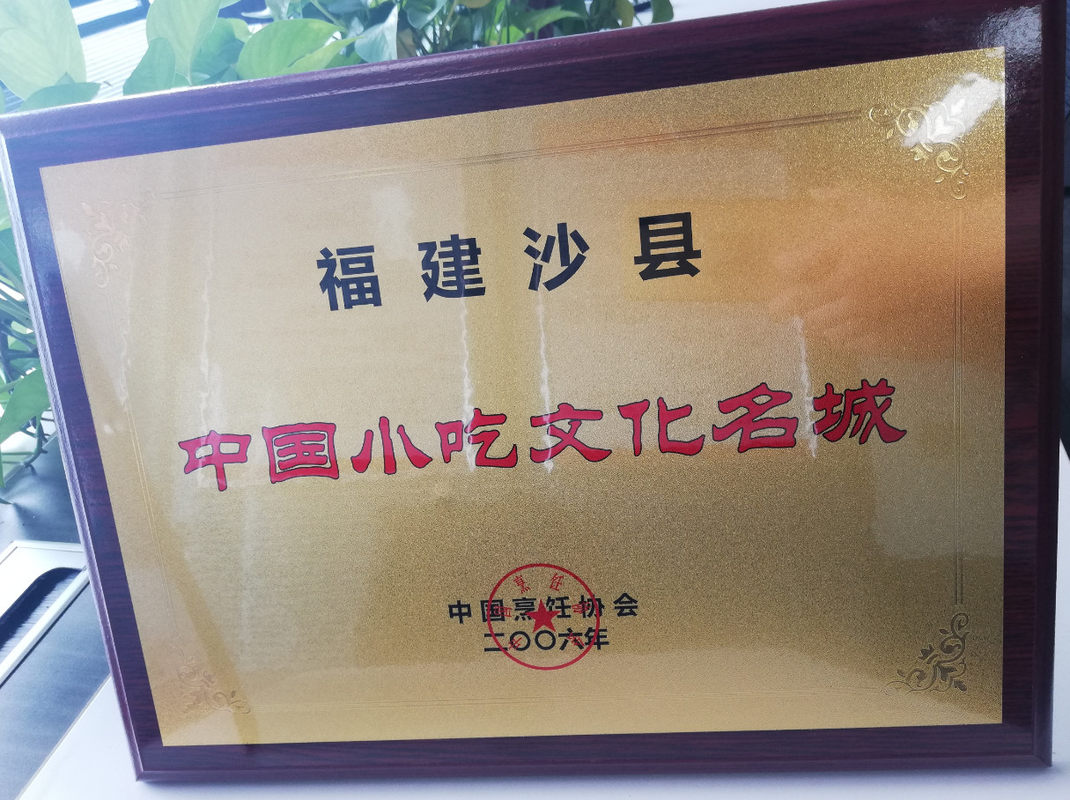 福建沙县
中国小吃文化名城
中国烹饪协会
二〇〇六年